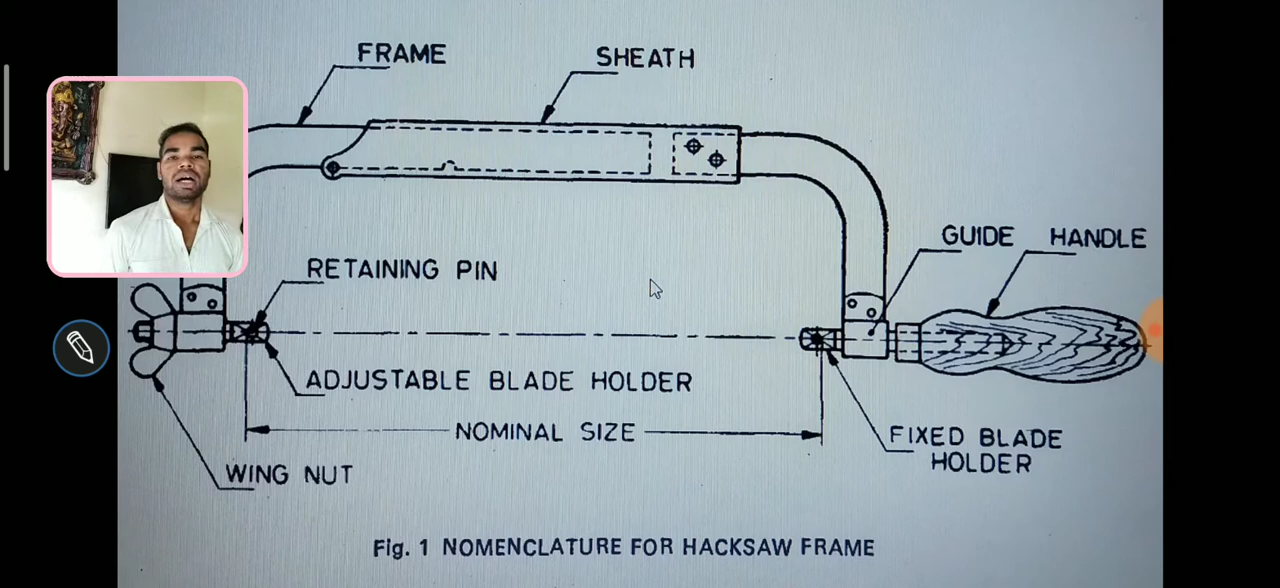 FRAME
SHEATH
GUIDE
HANDLE
RETAINING PIN
ADJUSTABLE BLADE HOLDER
NOMINAL SIZE
FIXED BLADE
HOLDER
WING NUT
Fig. 1 NOMENCLATURE FOR HACKSAW FRAME